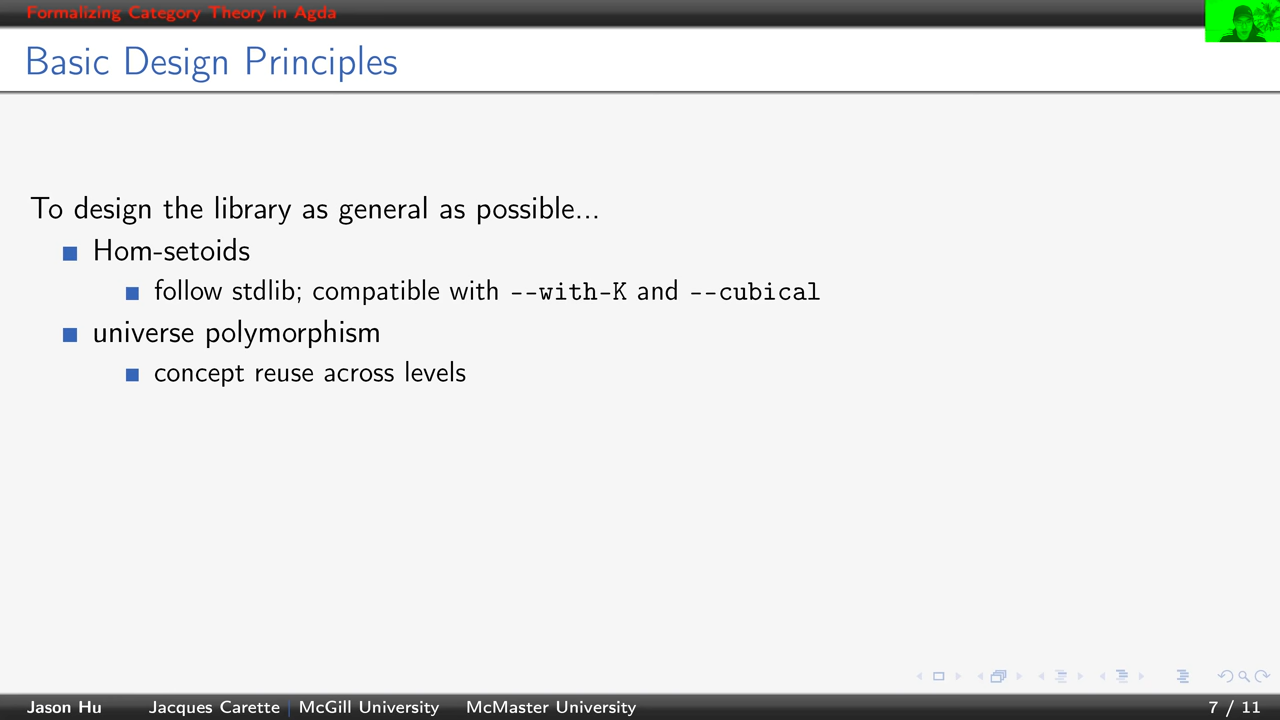 Formalizing Category Theory in Agda
Basic Design Principles
To design the library as general as possible...
Hom-setoids
follow stdlib; compatible with --with-K and --cubical
universe polymorphism
concept reuse across levels
Jason Hu Jacques Carette McGill University McMaster University 7 / 11